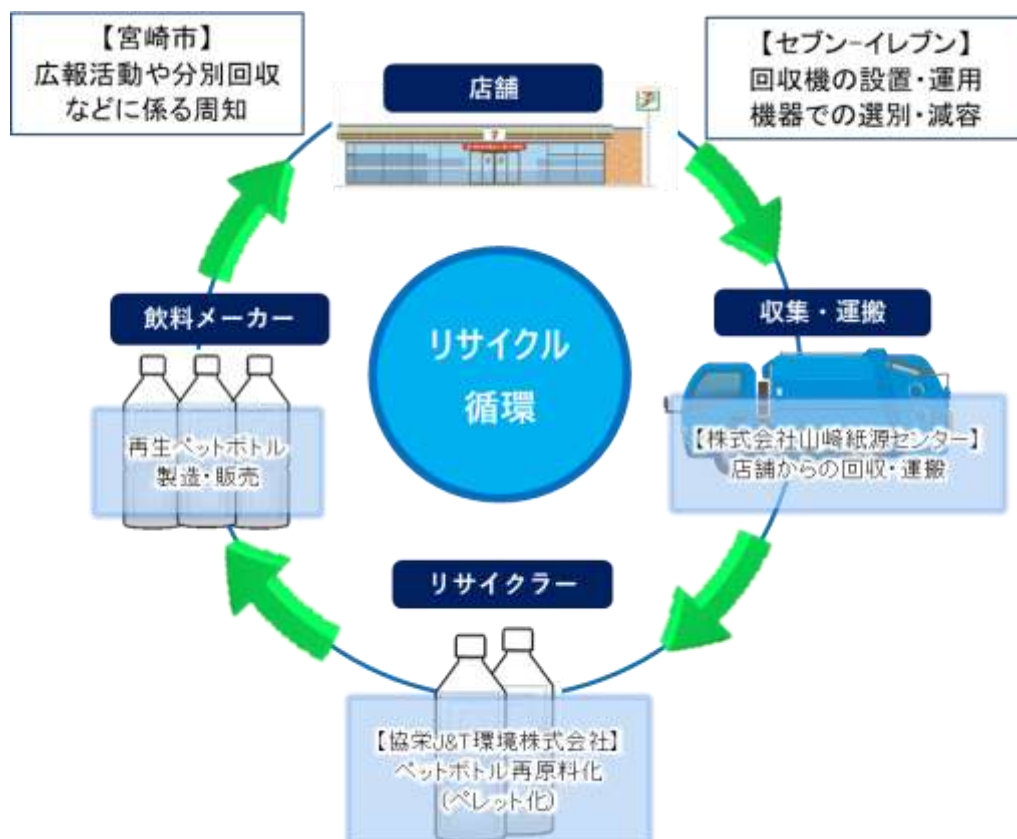 【宮崎市】
広報活動や分別回収
などに係る周知
店舗
【セブン-イレブン】
回収機の設置・運用
機器での選別・減容
7
飲料メーカー
再生ペットボトル
製造・販売
リサイクル
循環
収集・運搬
【株式会社山﨑紙源センター】
店舗からの回収・運搬
リサイクラー
【協栄J&T環境株式会社】
ペットボトル再原料化
(ペレット化)